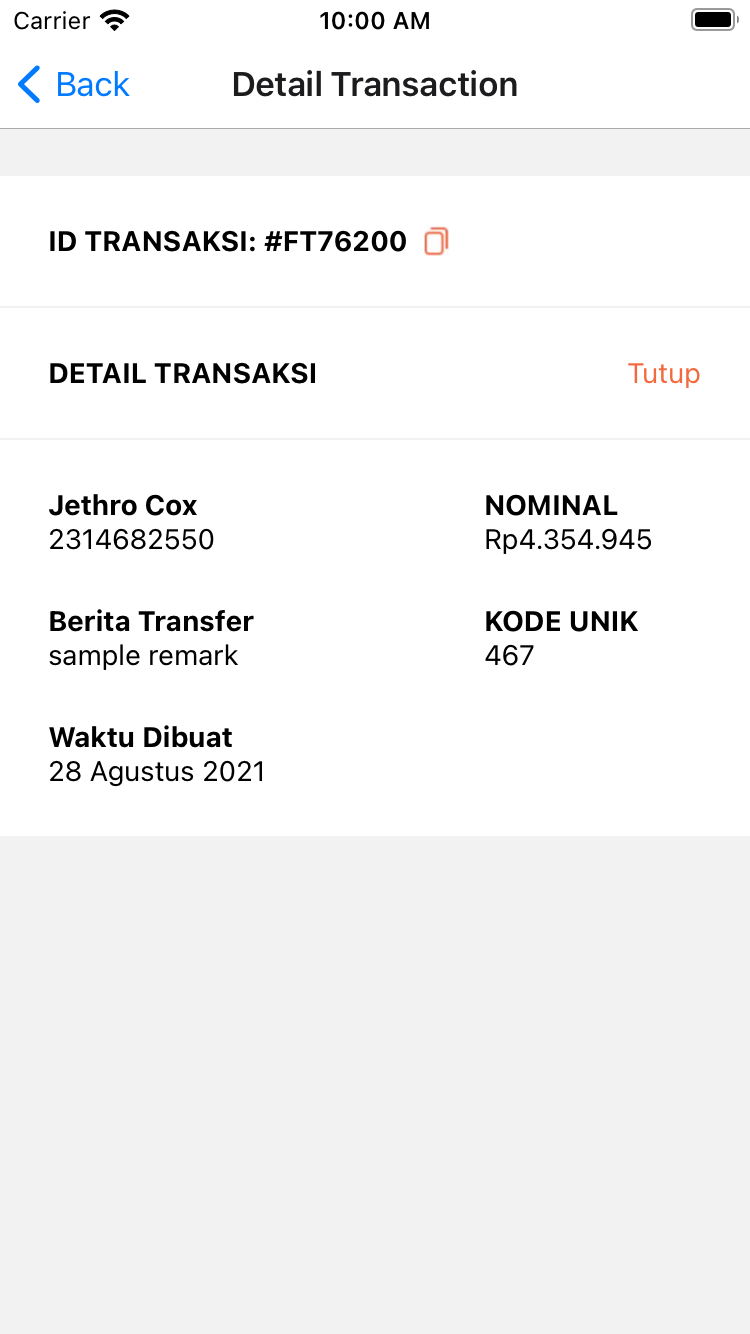 Carrier 10:00 AM
Back Detail Transaction
ID TRANSAKSI: #FT76200
DETAIL TRANSAKSI Tutup
Jethro Cox NOMINAL
2314682550 Rp4.354.945
Berita Transfer KODE UNIK
sample remark 467
Waktu Dibuat
28 Agustus 2021